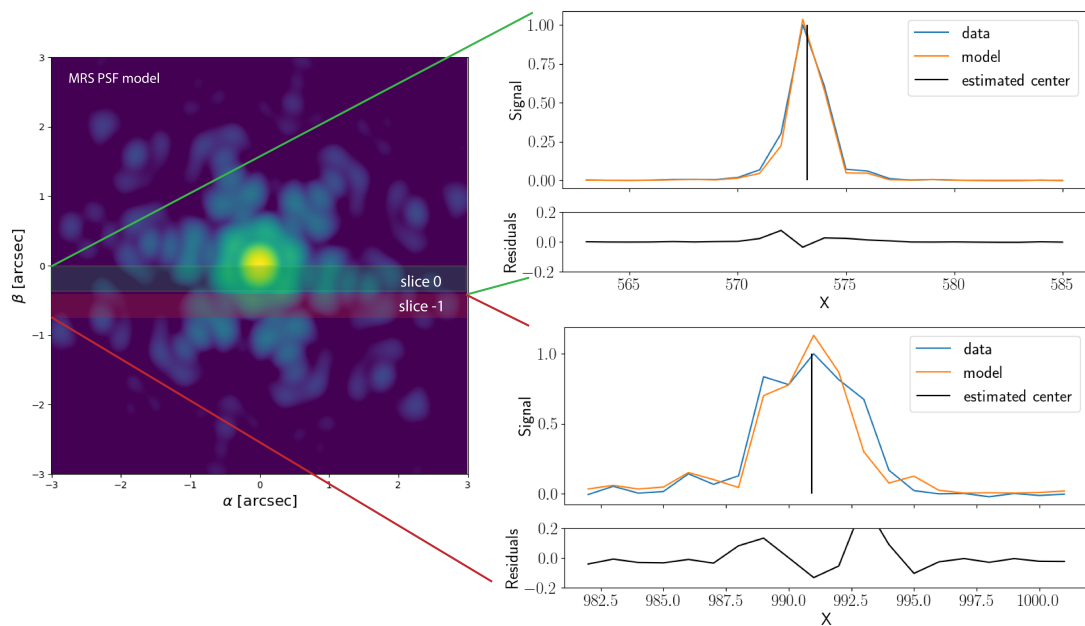 MRS PSF model
3
2
1
0
−1
−2
−3
β [arcsec]
slice 0
slice -1
−3 −2 −1 0 1 2 3
α [arcsec]
1.00
0.75
0.50
0.25
0.00
Signal
data
model
estimated center
0.2
0.0
−0.2
Residuals
565 570 575 580 585
X
1.0
0.5
0.0
Signal
data
model
estimated center
0.2
0.0
−0.2
Residuals
982.5 985.0 987.5 990.0 992.5 995.0 997.5 1000.0
X